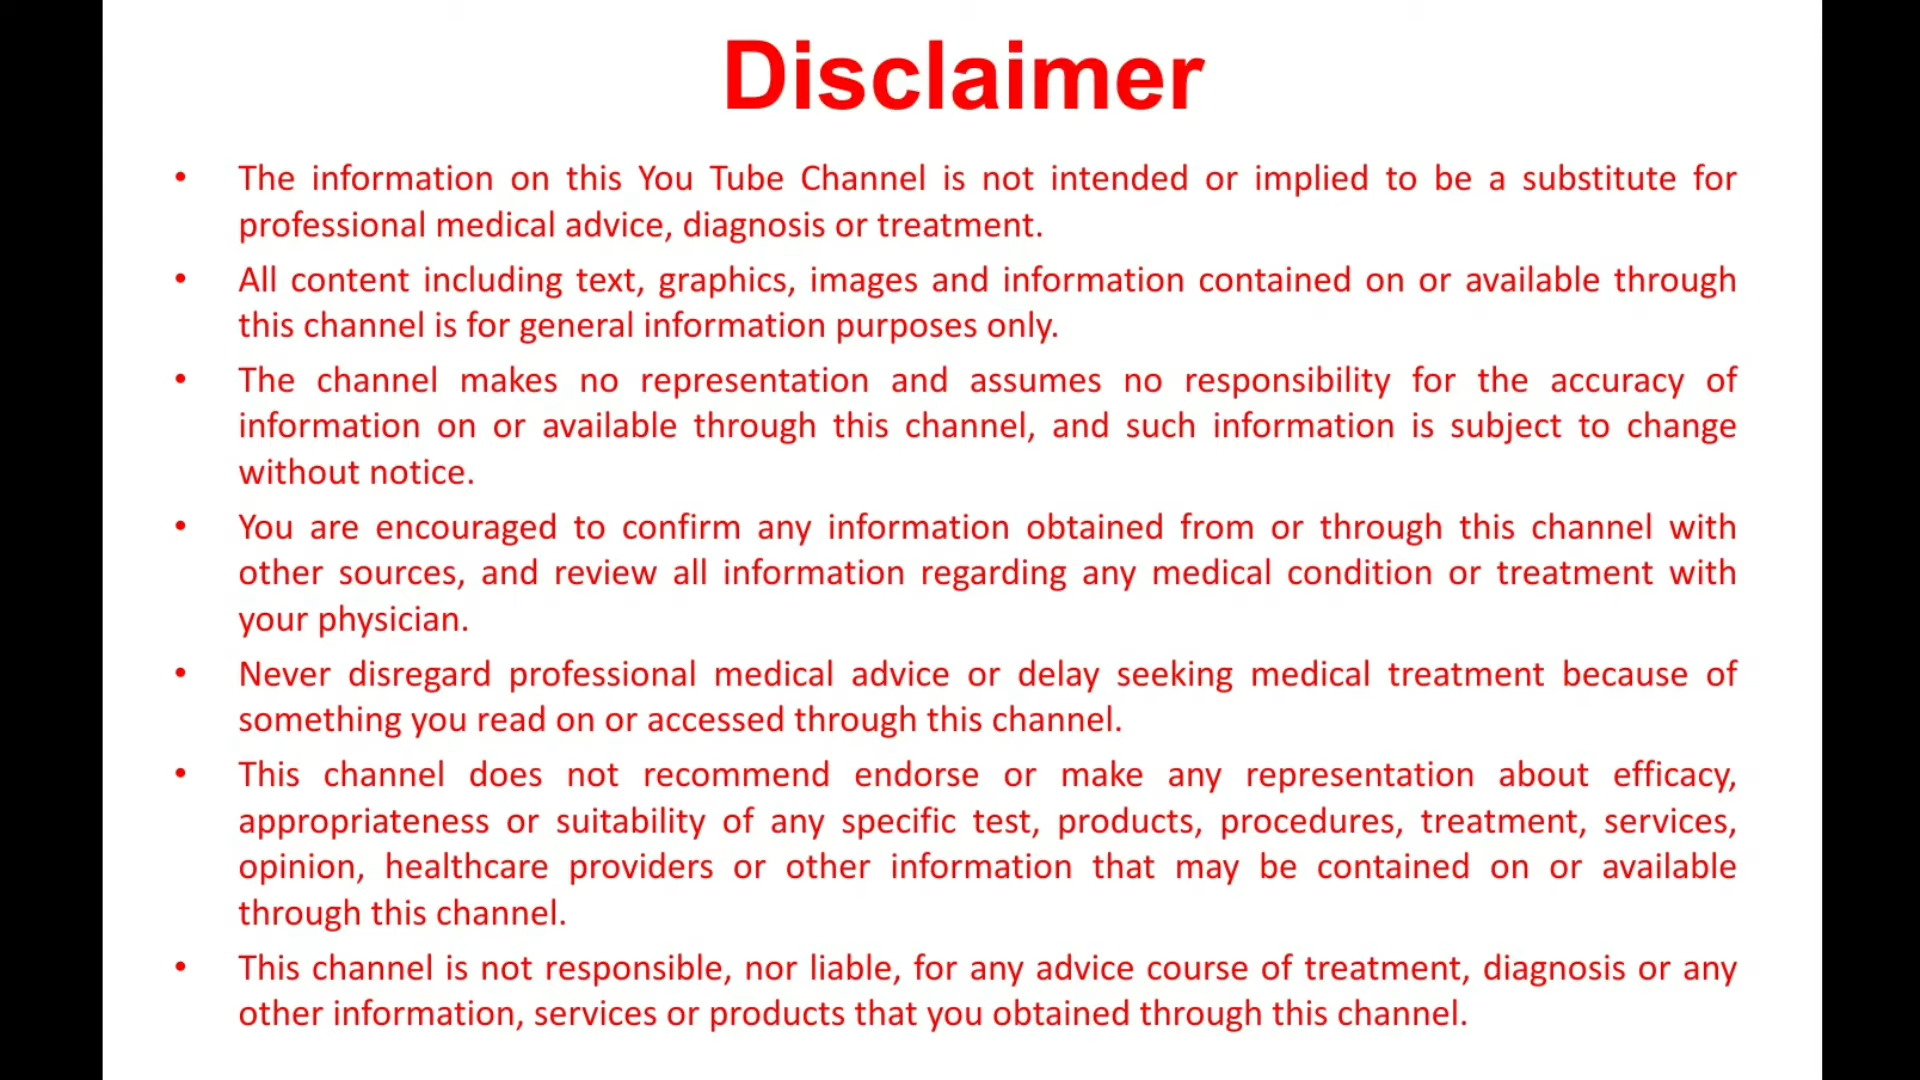 Disclaimer
• The information on this You Tube Channel is not intended or implied to be a substitute for
professional medical advice, diagnosis or treatment.
• All content including text, graphics, images and information contained on or available through
this channel is for general information purposes only.
• The channel makes no representation and assumes no responsibility for the accuracy of
information on or available through this channel, and such information is subject to change
without notice.
• You are encouraged to confirm any information obtained from or through this channel with
other sources, and review all information regarding any medical condition or treatment with
your physician.
• Never disregard professional medical advice or delay seeking medical treatment because of
something you read on or accessed through this channel.
• This channel does not recommend endorse or make any representation about efficacy,
appropriateness or suitability of any specific test, products, procedures, treatment, services,
opinion, healthcare providers or other information that may be contained on or available
through this channel.
• This channel is not responsible, nor liable, for any advice course of treatment, diagnosis or any
other information, services or products that you obtained through this channel.